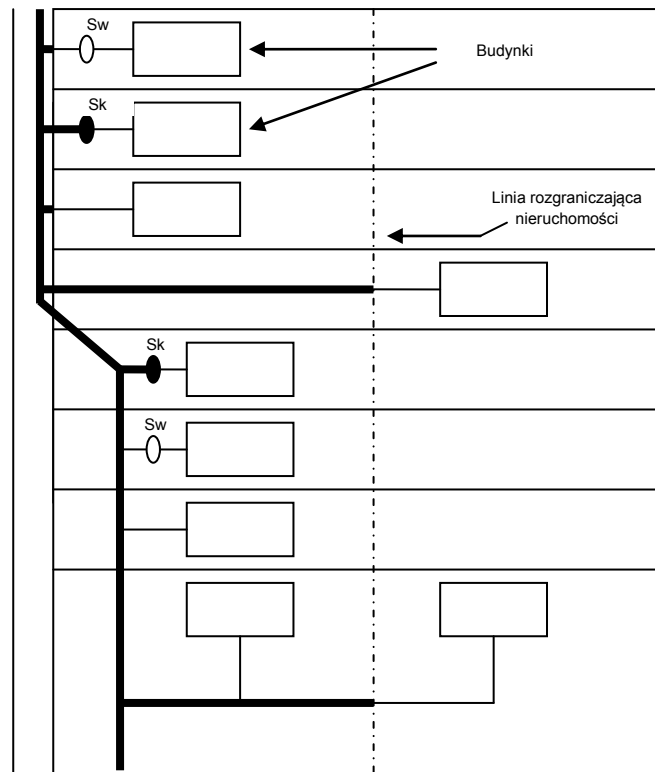 Sw
Budynki
Sk
Linia rozgraniczająca
nieruchomości
Sk
Sw